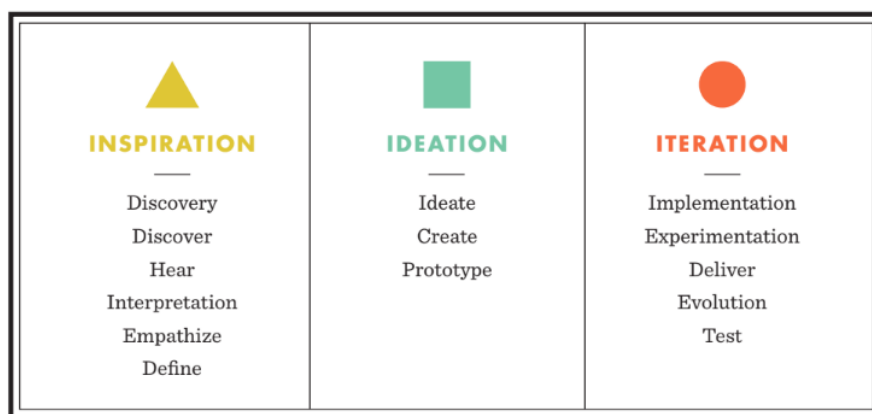 INSPIRATION
Discovery
Discover
Hear
Interpretation
Empathize
Define
IDEATION
Ideate
Create
Prototype
ITERATION
Implementation
Experimentation
Deliver
Evolution
Test